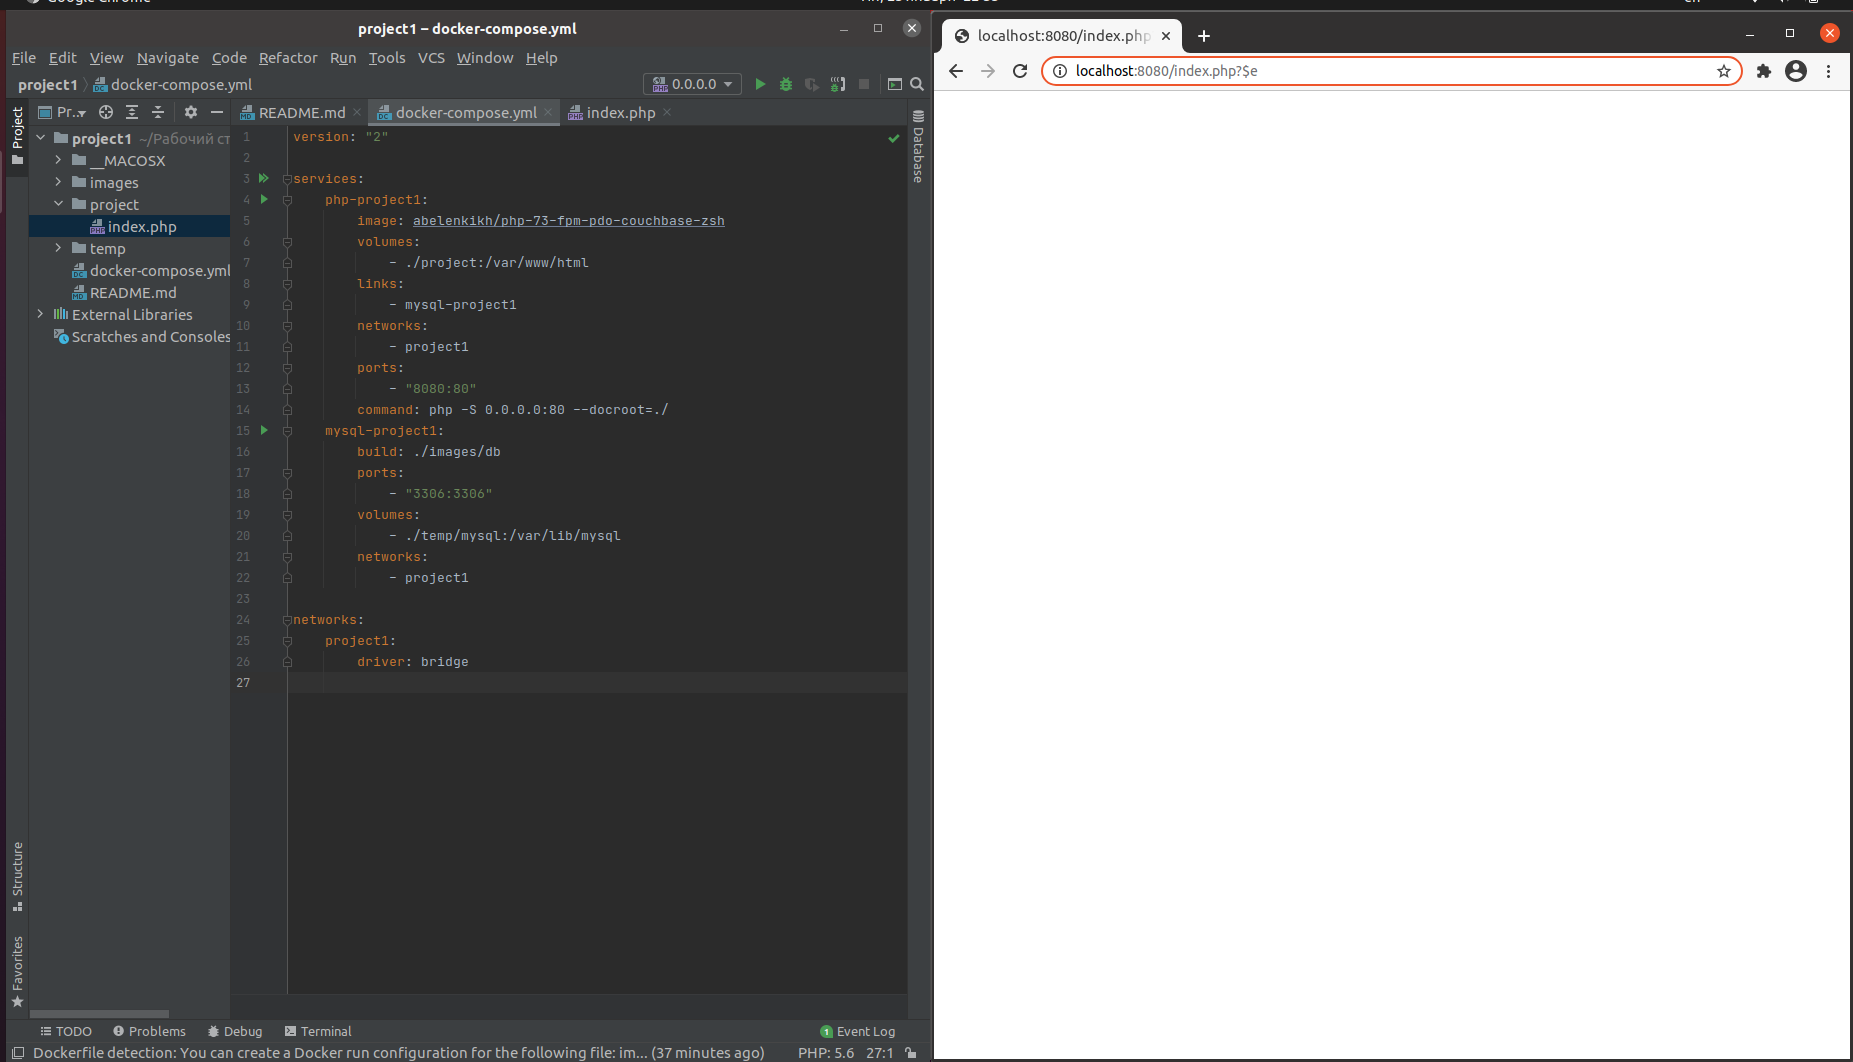 Google Chrome
project1 – docker-compose.yml
File Edit View Navigate Code Refactor Run Tools VCS Window Help
project1 docker-compose.yml
0.0.0.0
Project
Pr...
README.md
docker-compose.yml
index.php
project1 ~/Рабочий ст
__MACOSX
images
project
index.php
temp
docker-compose.yml
README.md
External Libraries
Scratches and Consoles
Structure
Favorites
1 version: "2"
2
3 services:
4 php-project1:
5 image: abelenkikh/php-73-fpm-pdo-couchbase-zsh
6 volumes:
7 - ./project:/var/www/html
8 links:
9 - mysql-project1
10 networks:
11 - project1
12 ports:
13 - "8080:80"
14 command: php -S 0.0.0.0:80 --docroot=./
15 mysql-project1:
16 build: ./images/db
17 ports:
18 - "3306:3306"
19 volumes:
20 - ./temp/mysql:/var/lib/mysql
21 networks:
22 - project1
23
24 networks:
25 project1:
26 driver: bridge
27
Database
TODO Problems Debug Terminal
1 Event Log
Dockerfile detection: You can create a Docker run configuration for the following file: im... (37 minutes ago)
PHP: 5.6 27:1
localhost:8080/index.php
localhost:8080/index.php?$e